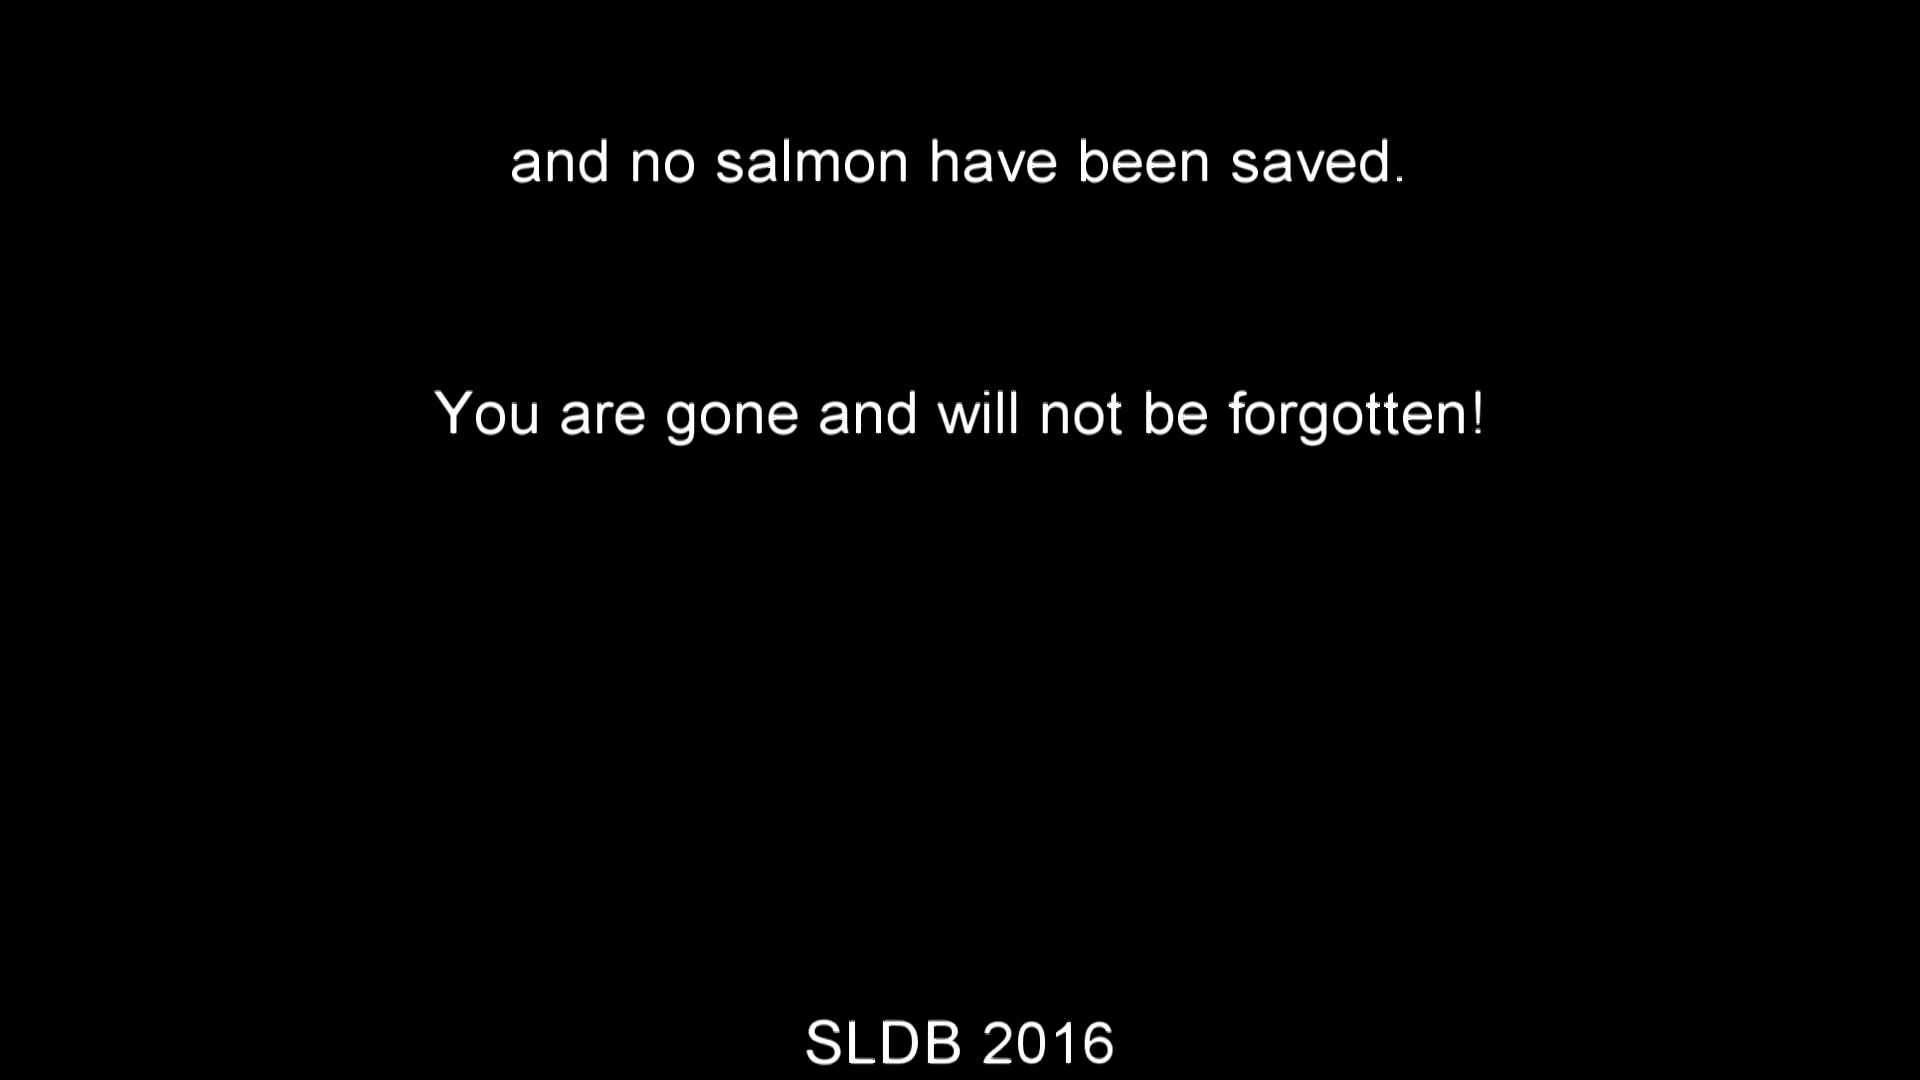 and no salmon have been saved.
You are gone and will not be forgotten!
SLDB 2016